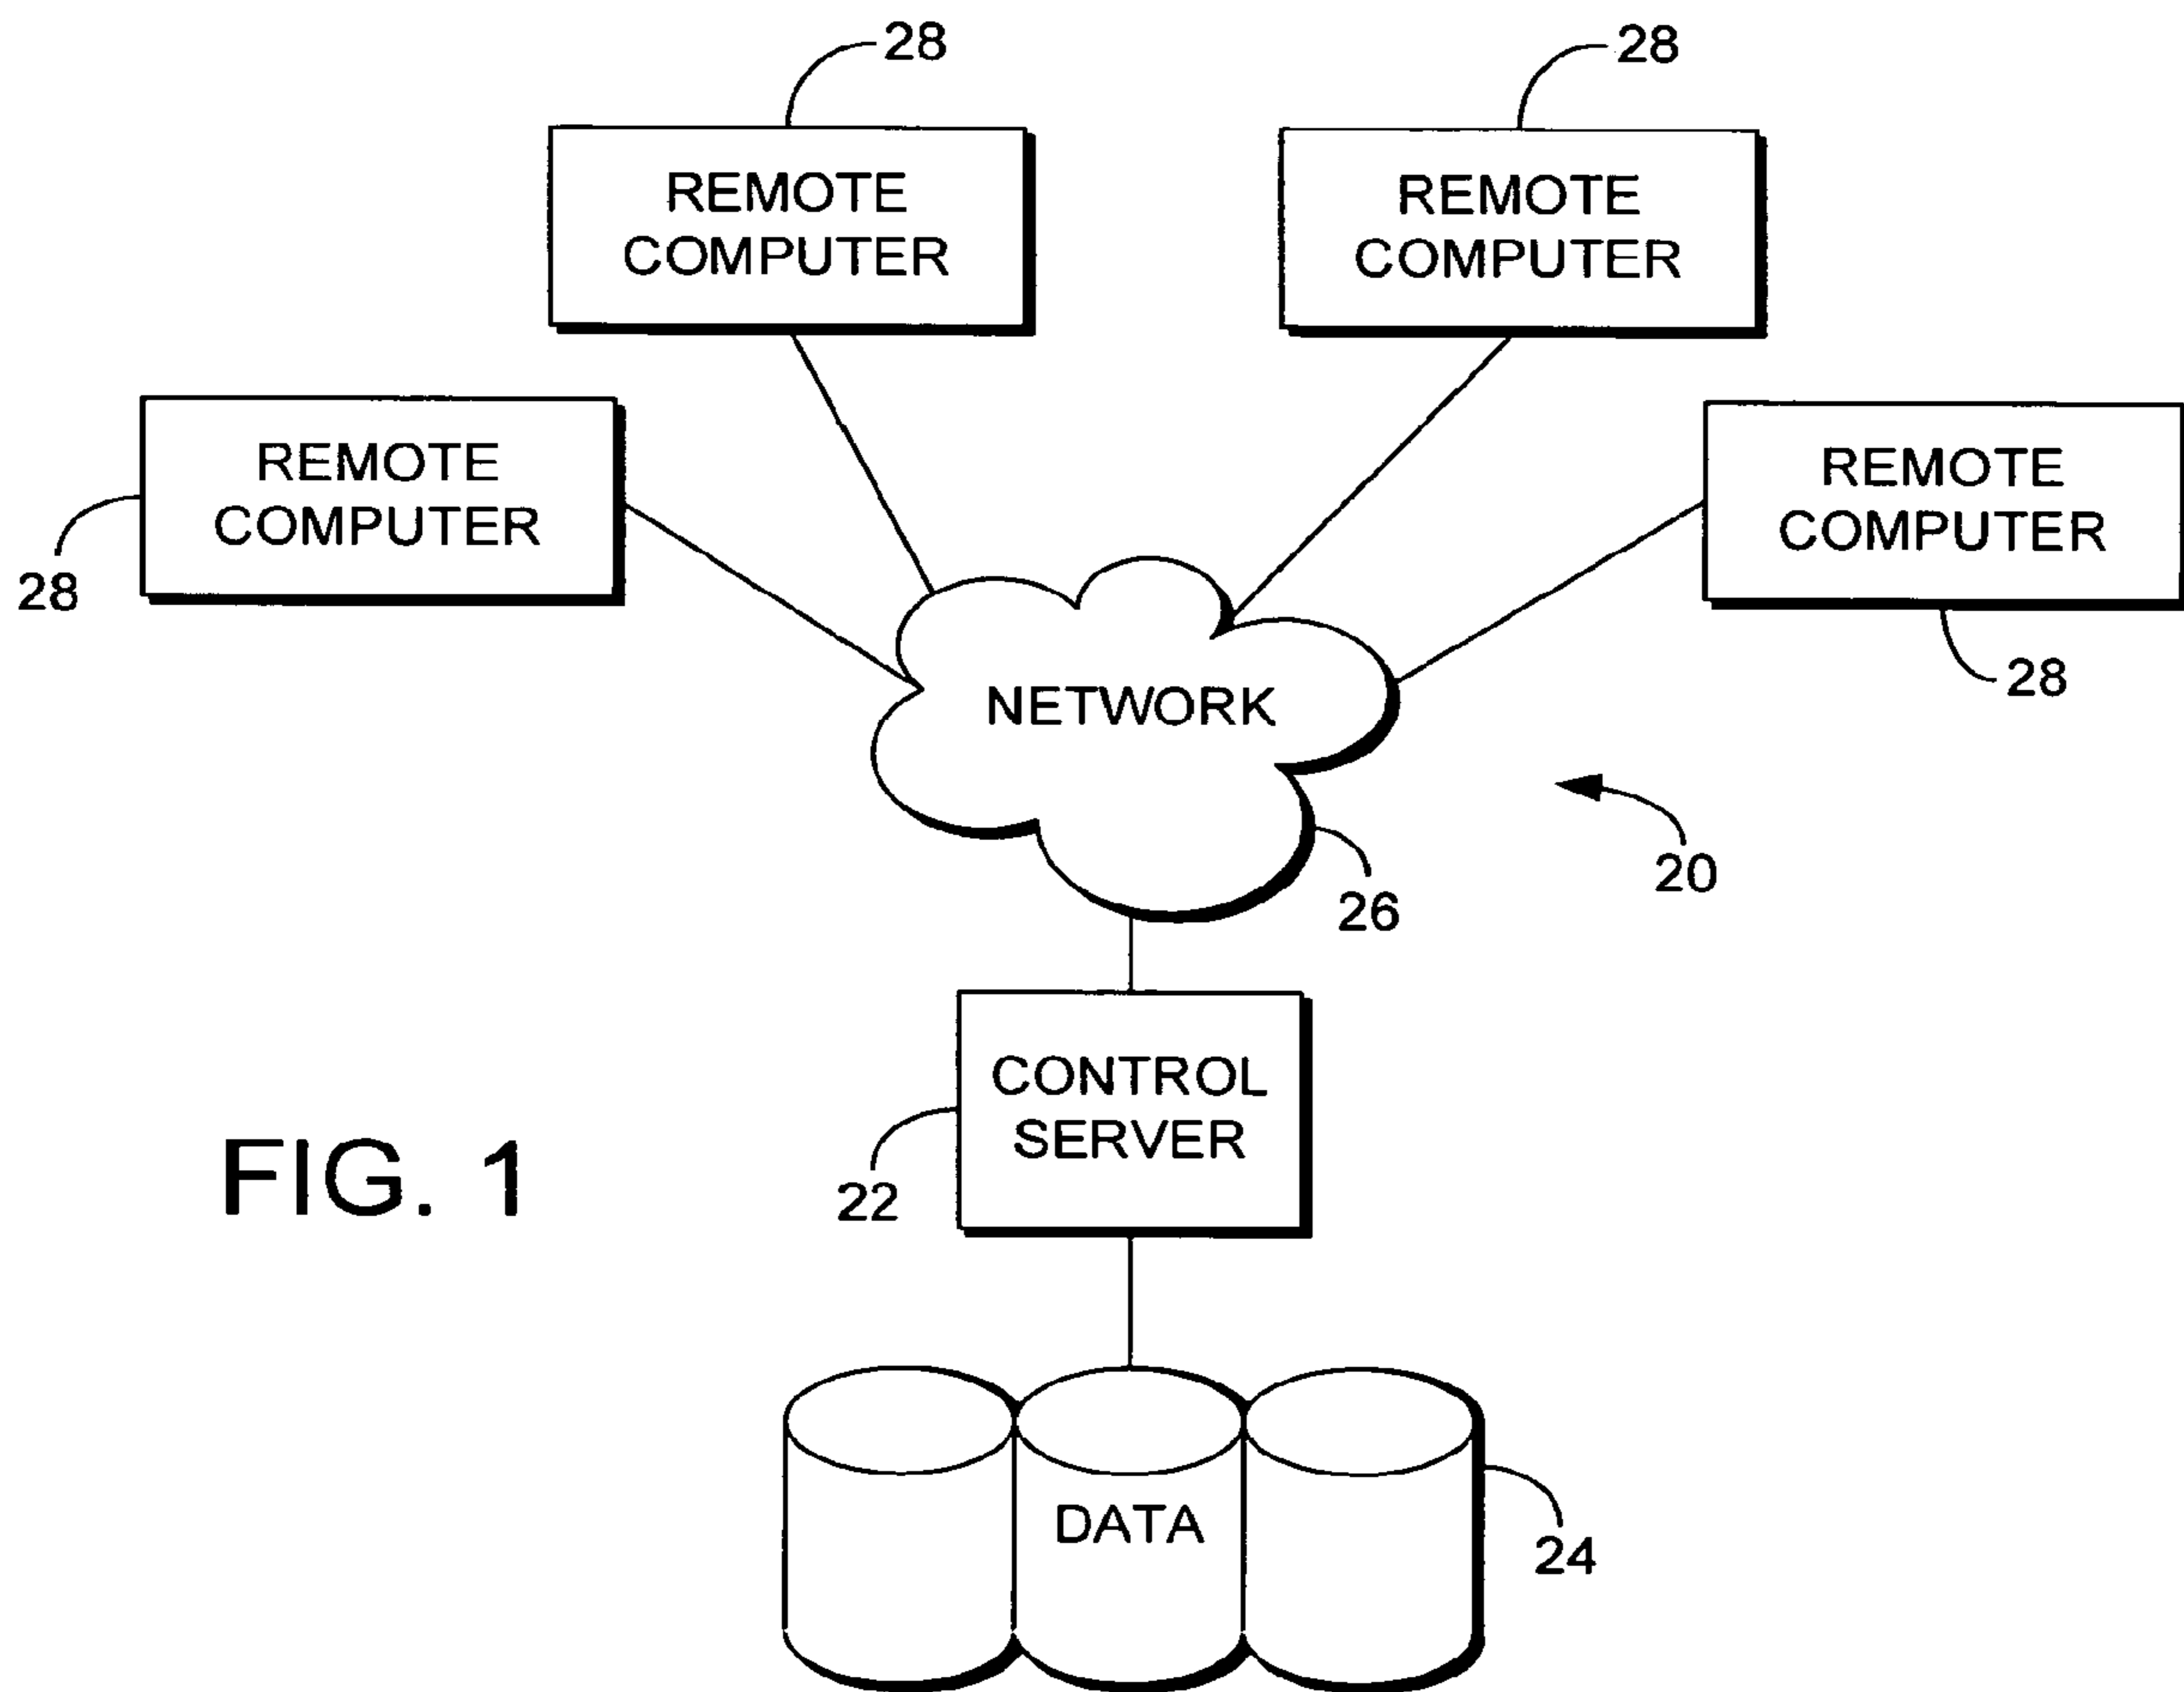 28
28
REMOTE
COMPUTER
REMOTE
COMPUTER
REMOTE
COMPUTER
28
REMOTE
COMPUTER
28
NETWORK
20
26
CONTROL
SERVER
22
FIG. 1
DATA
24